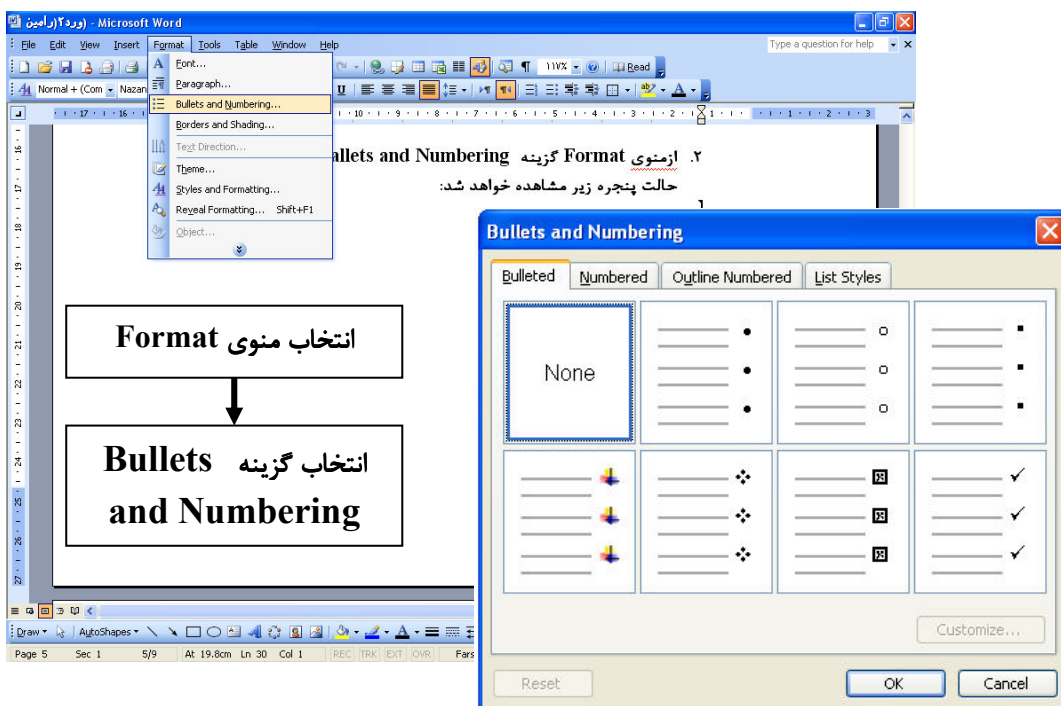 (ورد۲(رامین - Microsoft Word
File Edit View Insert Format Tools Table Window Help
Type a question for help
۱۱۷% Read
Normal + (Com Nazan
Font...
Paragraph...
Bullets and Numbering...
Borders and Shading...
Text Direction...
Theme...
Styles and Formatting...
Reveal Formatting... Shift+F1
Object...
۲. ازمنوی Format گزینه allets and Numbering
حالت پنجره زیر مشاهده خواهد شد:
انتخاب منوی Format
انتخاب گزینه Bullets
and Numbering
Bullets and Numbering
Bulleted Numbered Outline Numbered List Styles
None
Customize...
Reset OK Cancel
Draw AutoShapes
Page 5 Sec 1 5/9 At 19.8cm Ln 30 Col 1 REC TRK EXT OVR Fars